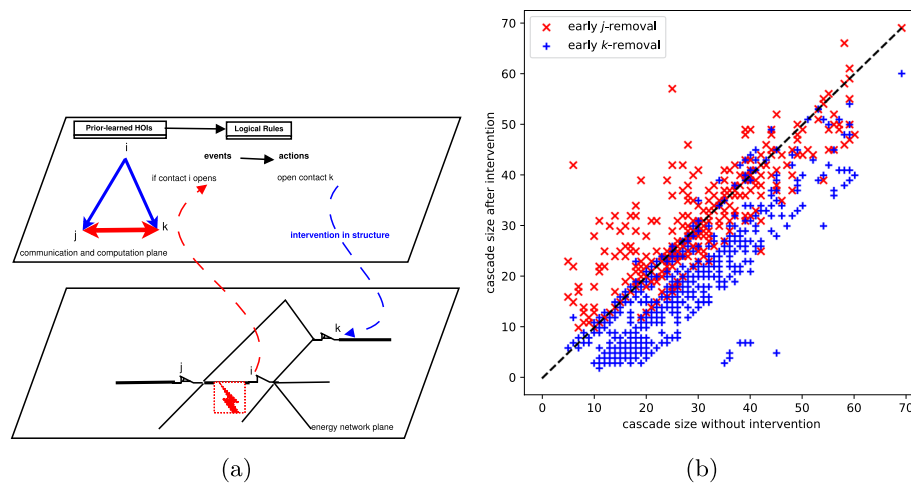 Prior-learned HOIs
Logical Rules
i
events
actions
if contact i opens
open contact k
j
k
intervention in structure
communication and computation plane
k
j
i
energy network plane
(a)
early j-removal
early k-removal
cascade size after intervention
70
60
50
40
30
20
10
0
0 10 20 30 40 50 60 70
cascade size without intervention
(b)